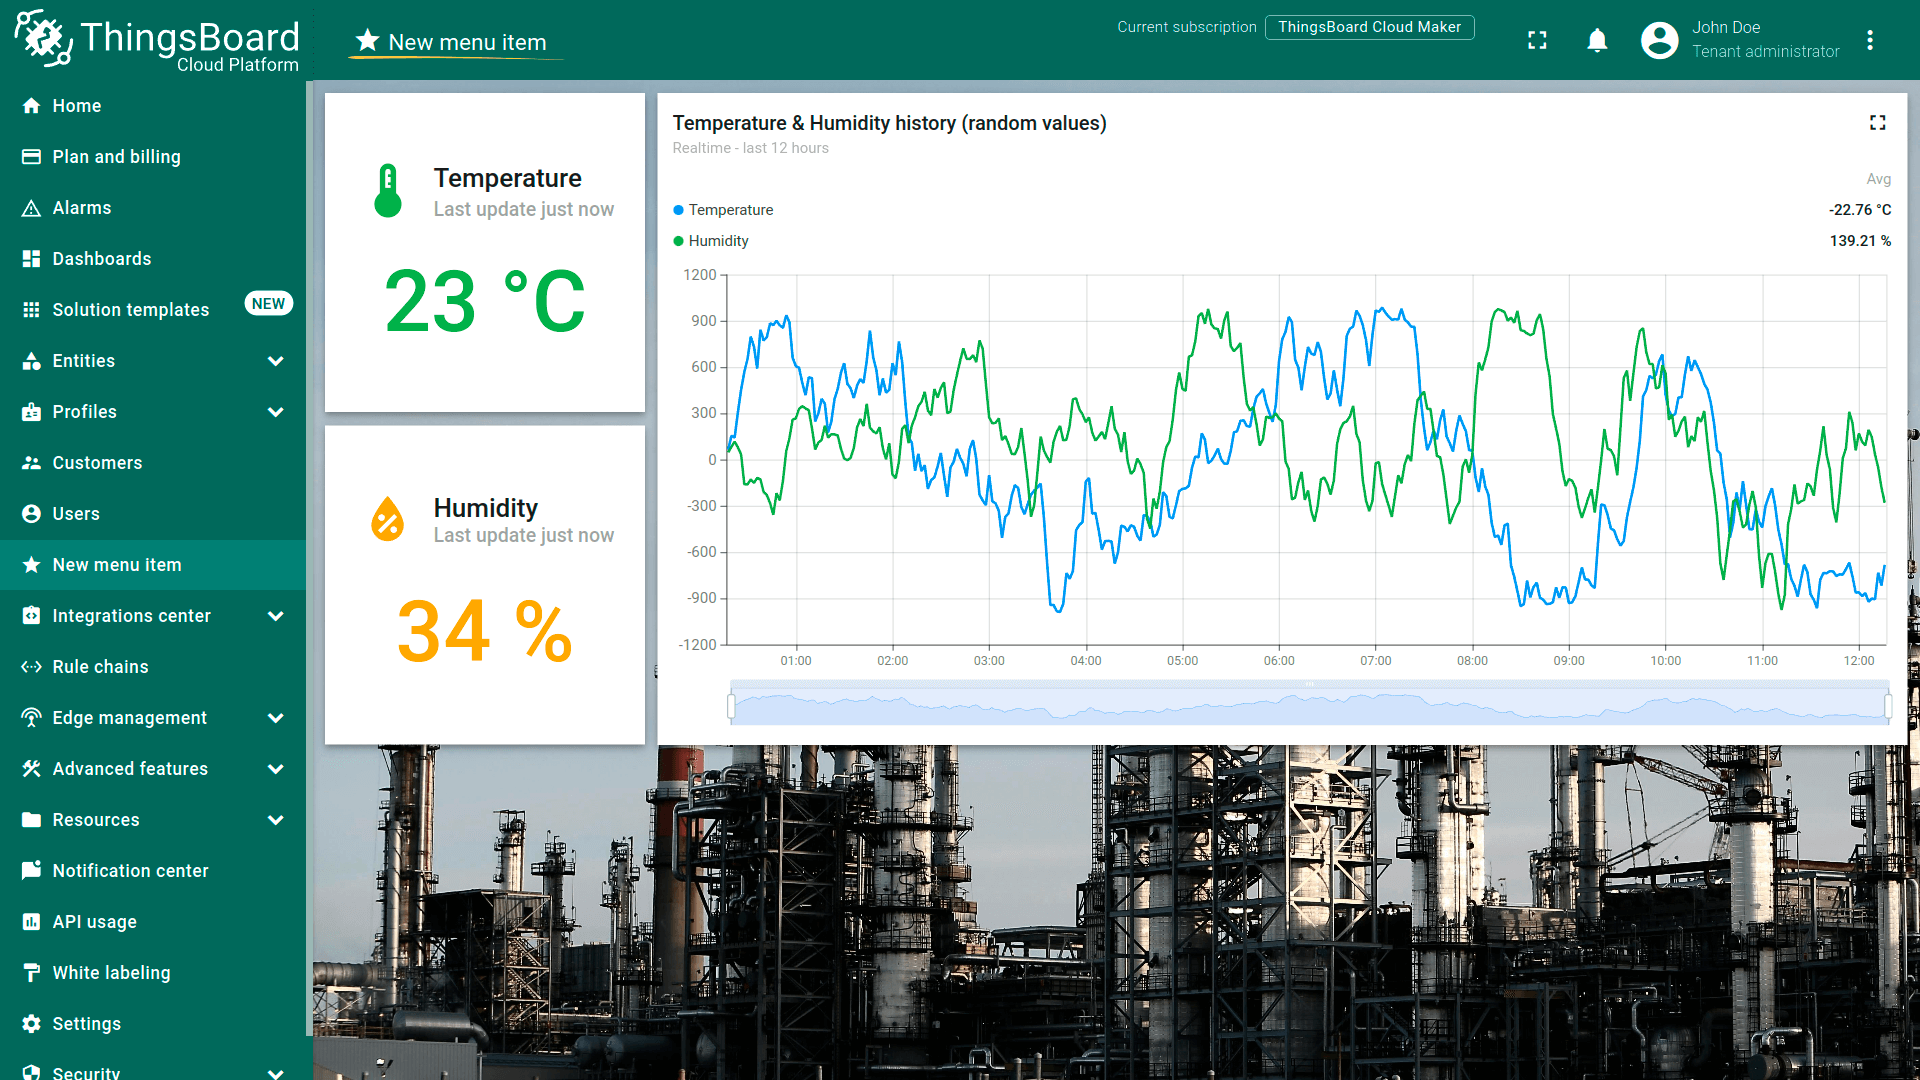 ThingsBoard
Cloud Platform
New menu item
Current subscription
ThingsBoard Cloud Maker
John Doe
Tenant administrator
Home
Plan and billing
Alarms
Dashboards
Solution templates
NEW
Entities
Profiles
Customers
Users
New menu item
Integrations center
Rule chains
Edge management
Advanced features
Resources
Notification center
API usage
White labeling
Settings
Security
Temperature
Last update just now
23 °C
Humidity
Last update just now
34 %
Temperature & Humidity history (random values)
Realtime - last 12 hours
Avg
Temperature
-22.76 °C
Humidity
139.21 %
1200
900
600
300
0
-300
-600
-900
-1200
01:00
02:00
03:00
04:00
05:00
06:00
07:00
08:00
09:00
10:00
11:00
12:00